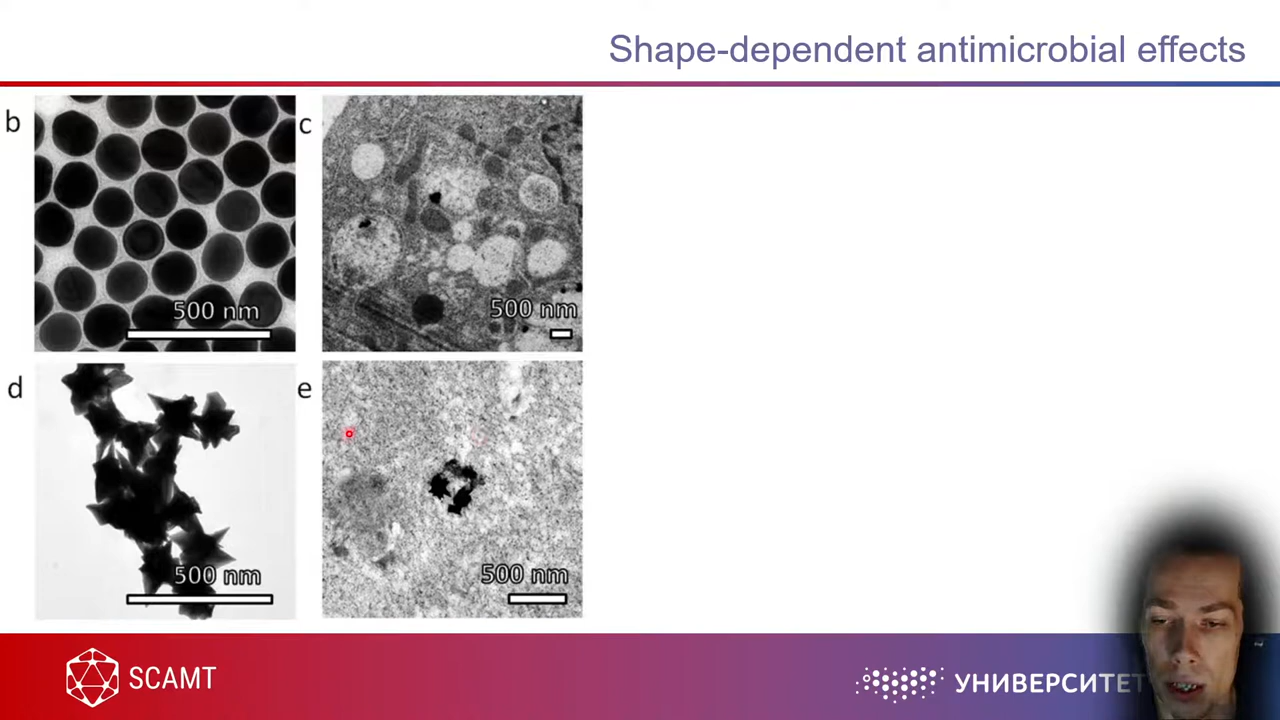 Shape-dependent antimicrobial effects
b
c
500 nm
500 nm
d
e
500 nm
500 nm
SCAMT
УНИВЕРСИТЕТ